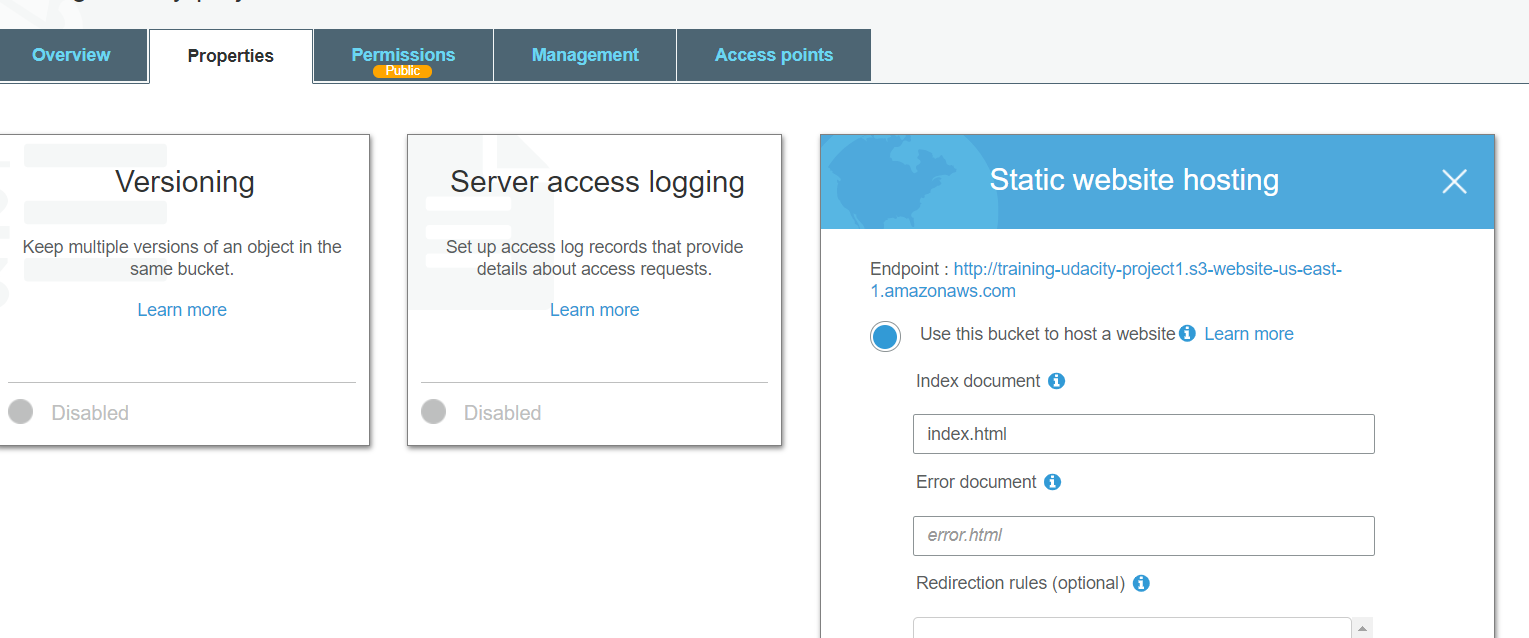 Overview
Properties
Permissions
Public
Management
Access points
Versioning
Keep multiple versions of an object in the
same bucket.
Learn more
Disabled
Server access logging
Set up access log records that provide
details about access requests.
Learn more
Disabled
Static website hosting
Endpoint : http://training-udacity-project1.s3-website-us-east-
1.amazonaws.com
Use this bucket to host a website Learn more
Index document
index.html
Error document
error.html
Redirection rules (optional)